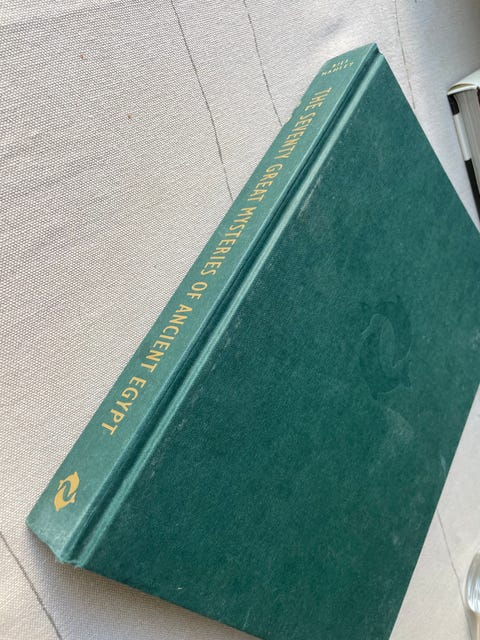 BILL
MANLEY
THE SEVENTY GREAT MYSTERIES OF ANCIENT EGYPT